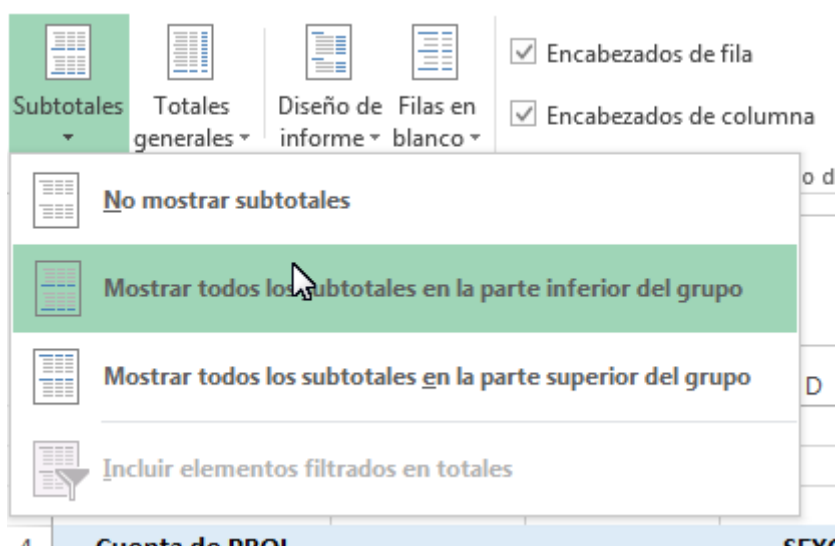 Subtotales
Totales generales
Diseño de informe
Filas en blanco
Encabezados de fila
Encabezados de columna
No mostrar subtotales
Mostrar todos los subtotales en la parte inferior del grupo
Mostrar todos los subtotales en la parte superior del grupo
D
Incluir elementos filtrados en totales
Cuenta de